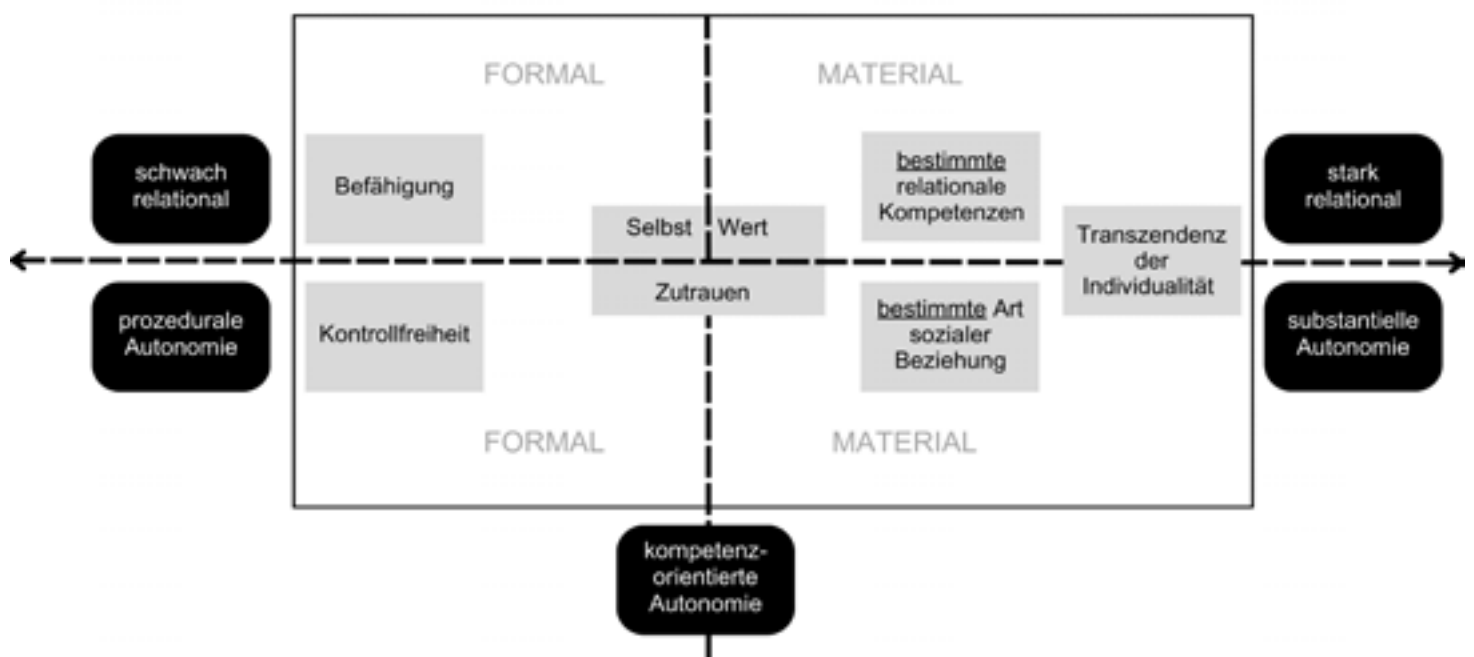 FORMAL
MATERIAL
schwach
relational
Befähigung
bestimmte
relationale
Kompetenzen
stark
relational
Selbst Wert
Zutrauen
Transzendenz
der
Individualität
prozedurale
Autonomie
Kontrollfreiheit
bestimmte Art
sozialer
Beziehung
substantielle
Autonomie
FORMAL
MATERIAL
kompetenz-
orientierte
Autonomie